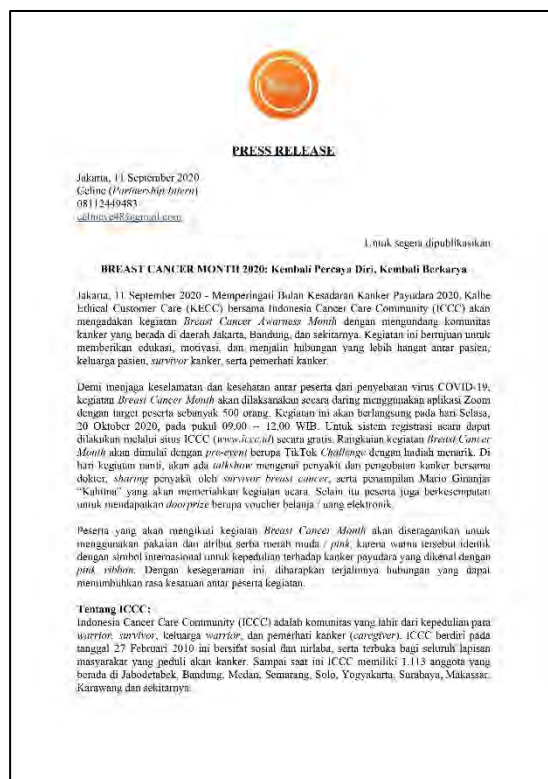 PRESS RELEASE
Jakarta, 11 September 2020
Celine (Partnership Intern)
08112449483
Untuk segera dipublikasikan
BREAST CANCER MONTH 2020: Kembali Percaya Diri, Kembali Berkarya
Jakarta, 11 September 2020 - Memperingati Bulan Kesadaran Kanker Payudara 2020, Kalbe
Ethical Customer Care (KECC) bersama Indonesia Cancer Care Community (ICCC) akan
mengadakan kegiatan Breast Cancer Awarness Month dengan mengundang komunitas
kanker yang berada di daerah Jakarta, Bandung, dan sekitarnya. Kegiatan ini bertujuan untuk
memberikan edukasi, motivasi, dan menjalin hubungan yang lebih hangat antar pasien,
keluarga pasien, survivor kanker, serta pemerhati kanker.
Demi menjaga keselamatan dan kesehatan antar peserta dari penyebaran virus COVID-19,
kegiatan Breast Cancer Month akan dilaksanakan secara daring menggunakan aplikasi Zoom
dengan target peserta sebanyak 500 orang. Kegiatan ini akan berlangsung pada hari Selasa,
20 Oktober 2020, pada pukul 09.00 – 12.00 WIB. Untuk sistem registrasi acara dapat
dilakukan melalui situs ICCC (www.iccc.id) secara gratis. Rangkaian kegiatan Breast Cancer
Month akan dimulai dengan pre-event berupa TikTok Challenge dengan hadiah menarik. Di
hari kegiatan nanti, akan ada talkshow mengenai penyakit dan pengobatan kanker bersama
dokter, sharing penyakit oleh survivor breast cancer, serta penampilan Mario Ginanjar
"Kahitna" yang akan memeriahkan kegiatan acara. Selain itu peserta juga berkesempatan
untuk mendapatkan doorprize berupa voucher belanja / uang elektronik.
Peserta yang akan mengikuti kegiatan Breast Cancer Month akan diseragamkan untuk
menggunakan pakaian dan atribut serba merah muda / pink, karena warna tersebut identik
dengan simbol internasional untuk kepedulian terhadap kanker payudara yang dikenal dengan
pink ribbon. Dengan kesegeraman ini, diharapkan terjalinnya hubungan yang dapat
menumbuhkan rasa kesatuan antar peserta kegiatan.
Tentang ICCC:
Indonesia Cancer Care Community (ICCC) adalah komunitas yang lahir dari kepedulian para
warrior, survivor, keluarga warrior, dan pemerhati kanker (caregiver). ICCC berdiri pada
tanggal 27 Februari 2010 ini bersifat sosial dan nirlaba, serta terbuka bagi seluruh lapisan
masyarakat yang peduli akan kanker. Sampai saat ini ICCC memiliki 1.113 anggota yang
berada di Jabodetabek, Bandung, Medan, Semarang, Solo, Yogyakarta, Surabaya, Makassar,
Karawang dan sekitarnya.